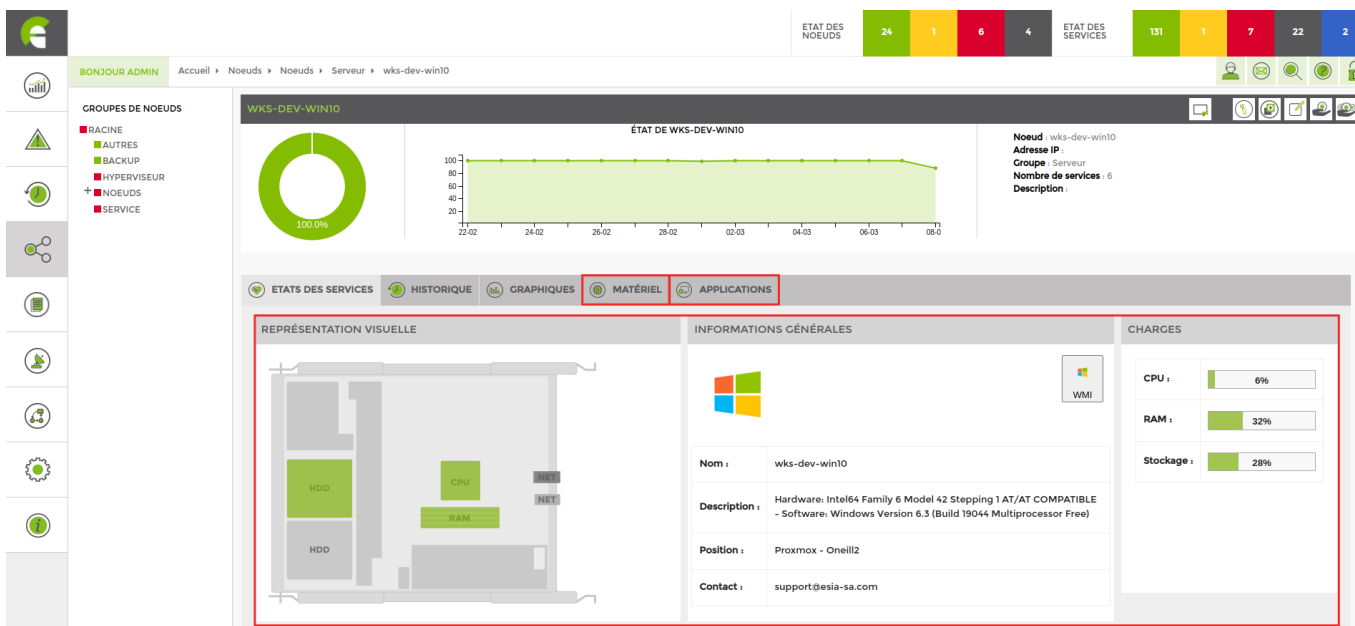 ETAT DES NOEUDS
24
1
6
4
ETAT DES SERVICES
131
1
7
22
2
BONJOUR ADMIN
Accueil
Noeuds
Noeuds
Serveur
wks-dev-win10
GROUPES DE NOEUDS
RACINE
AUTRES
BACKUP
HYPERVISEUR
+ NOEUDS
SERVICE
WKS-DEV-WIN10
100.0%
ÉTAT DE WKS-DEV-WIN10
100
80
60
40
20
22-02
24-02
26-02
28-02
02-03
04-03
06-03
08-0
Noeud : wks-dev-win10
Adresse IP :
Groupe : Serveur
Nombre de services : 6
Description :
ETATS DES SERVICES
HISTORIQUE
GRAPHIQUES
MATÉRIEL
APPLICATIONS
REPRÉSENTATION VISUELLE
HDD
HDD
CPU
RAM
NET
NET
INFORMATIONS GÉNÉRALES
WMI
Nom :
wks-dev-win10
Description :
Hardware: Intel64 Family 6 Model 42 Stepping 1 AT/AT COMPATIBLE
- Software: Windows Version 6.3 (Build 19044 Multiprocessor Free)
Position :
Proxmox - Oneill2
Contact :
support@esia-sa.com
CHARGES
CPU :
6%
RAM :
32%
Stockage :
28%